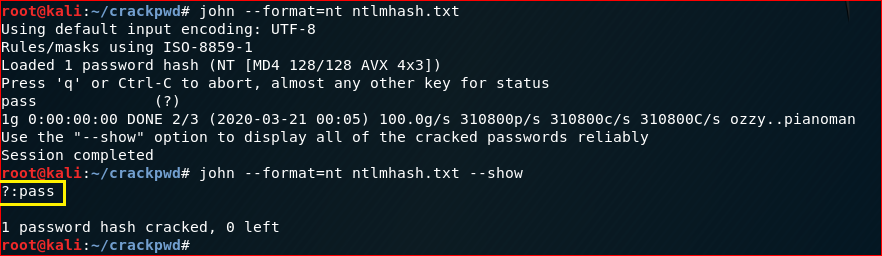 root@kali:~/crackpwd# john --format=nt ntlmhash.txt
Using default input encoding: UTF-8
Rules/masks using ISO-8859-1
Loaded 1 password hash (NT [MD4 128/128 AVX 4x3])
Press 'q' or Ctrl-C to abort, almost any other key for status
pass             (?)
1g 0:00:00:00 DONE 2/3 (2020-03-21 00:05) 100.0g/s 310800p/s 310800c/s 310800C/s ozzy..pianoman
Use the "--show" option to display all of the cracked passwords reliably
Session completed
root@kali:~/crackpwd# john --format=nt ntlmhash.txt --show
?:pass
1 password hash cracked, 0 left
root@kali:~/crackpwd#